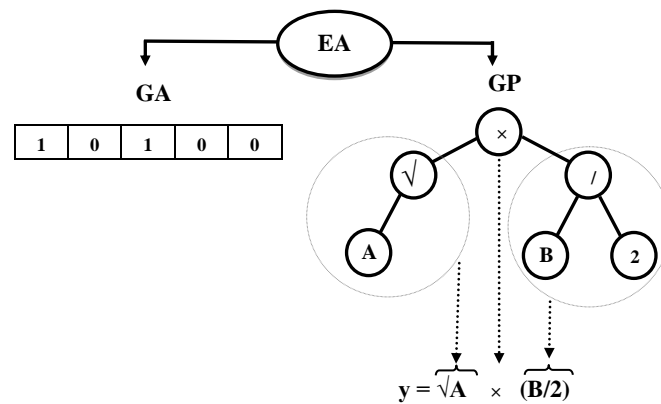 EA
GA
GP
1 0 1 0 0
×
√ /
A B 2
y = √A × (B/2)